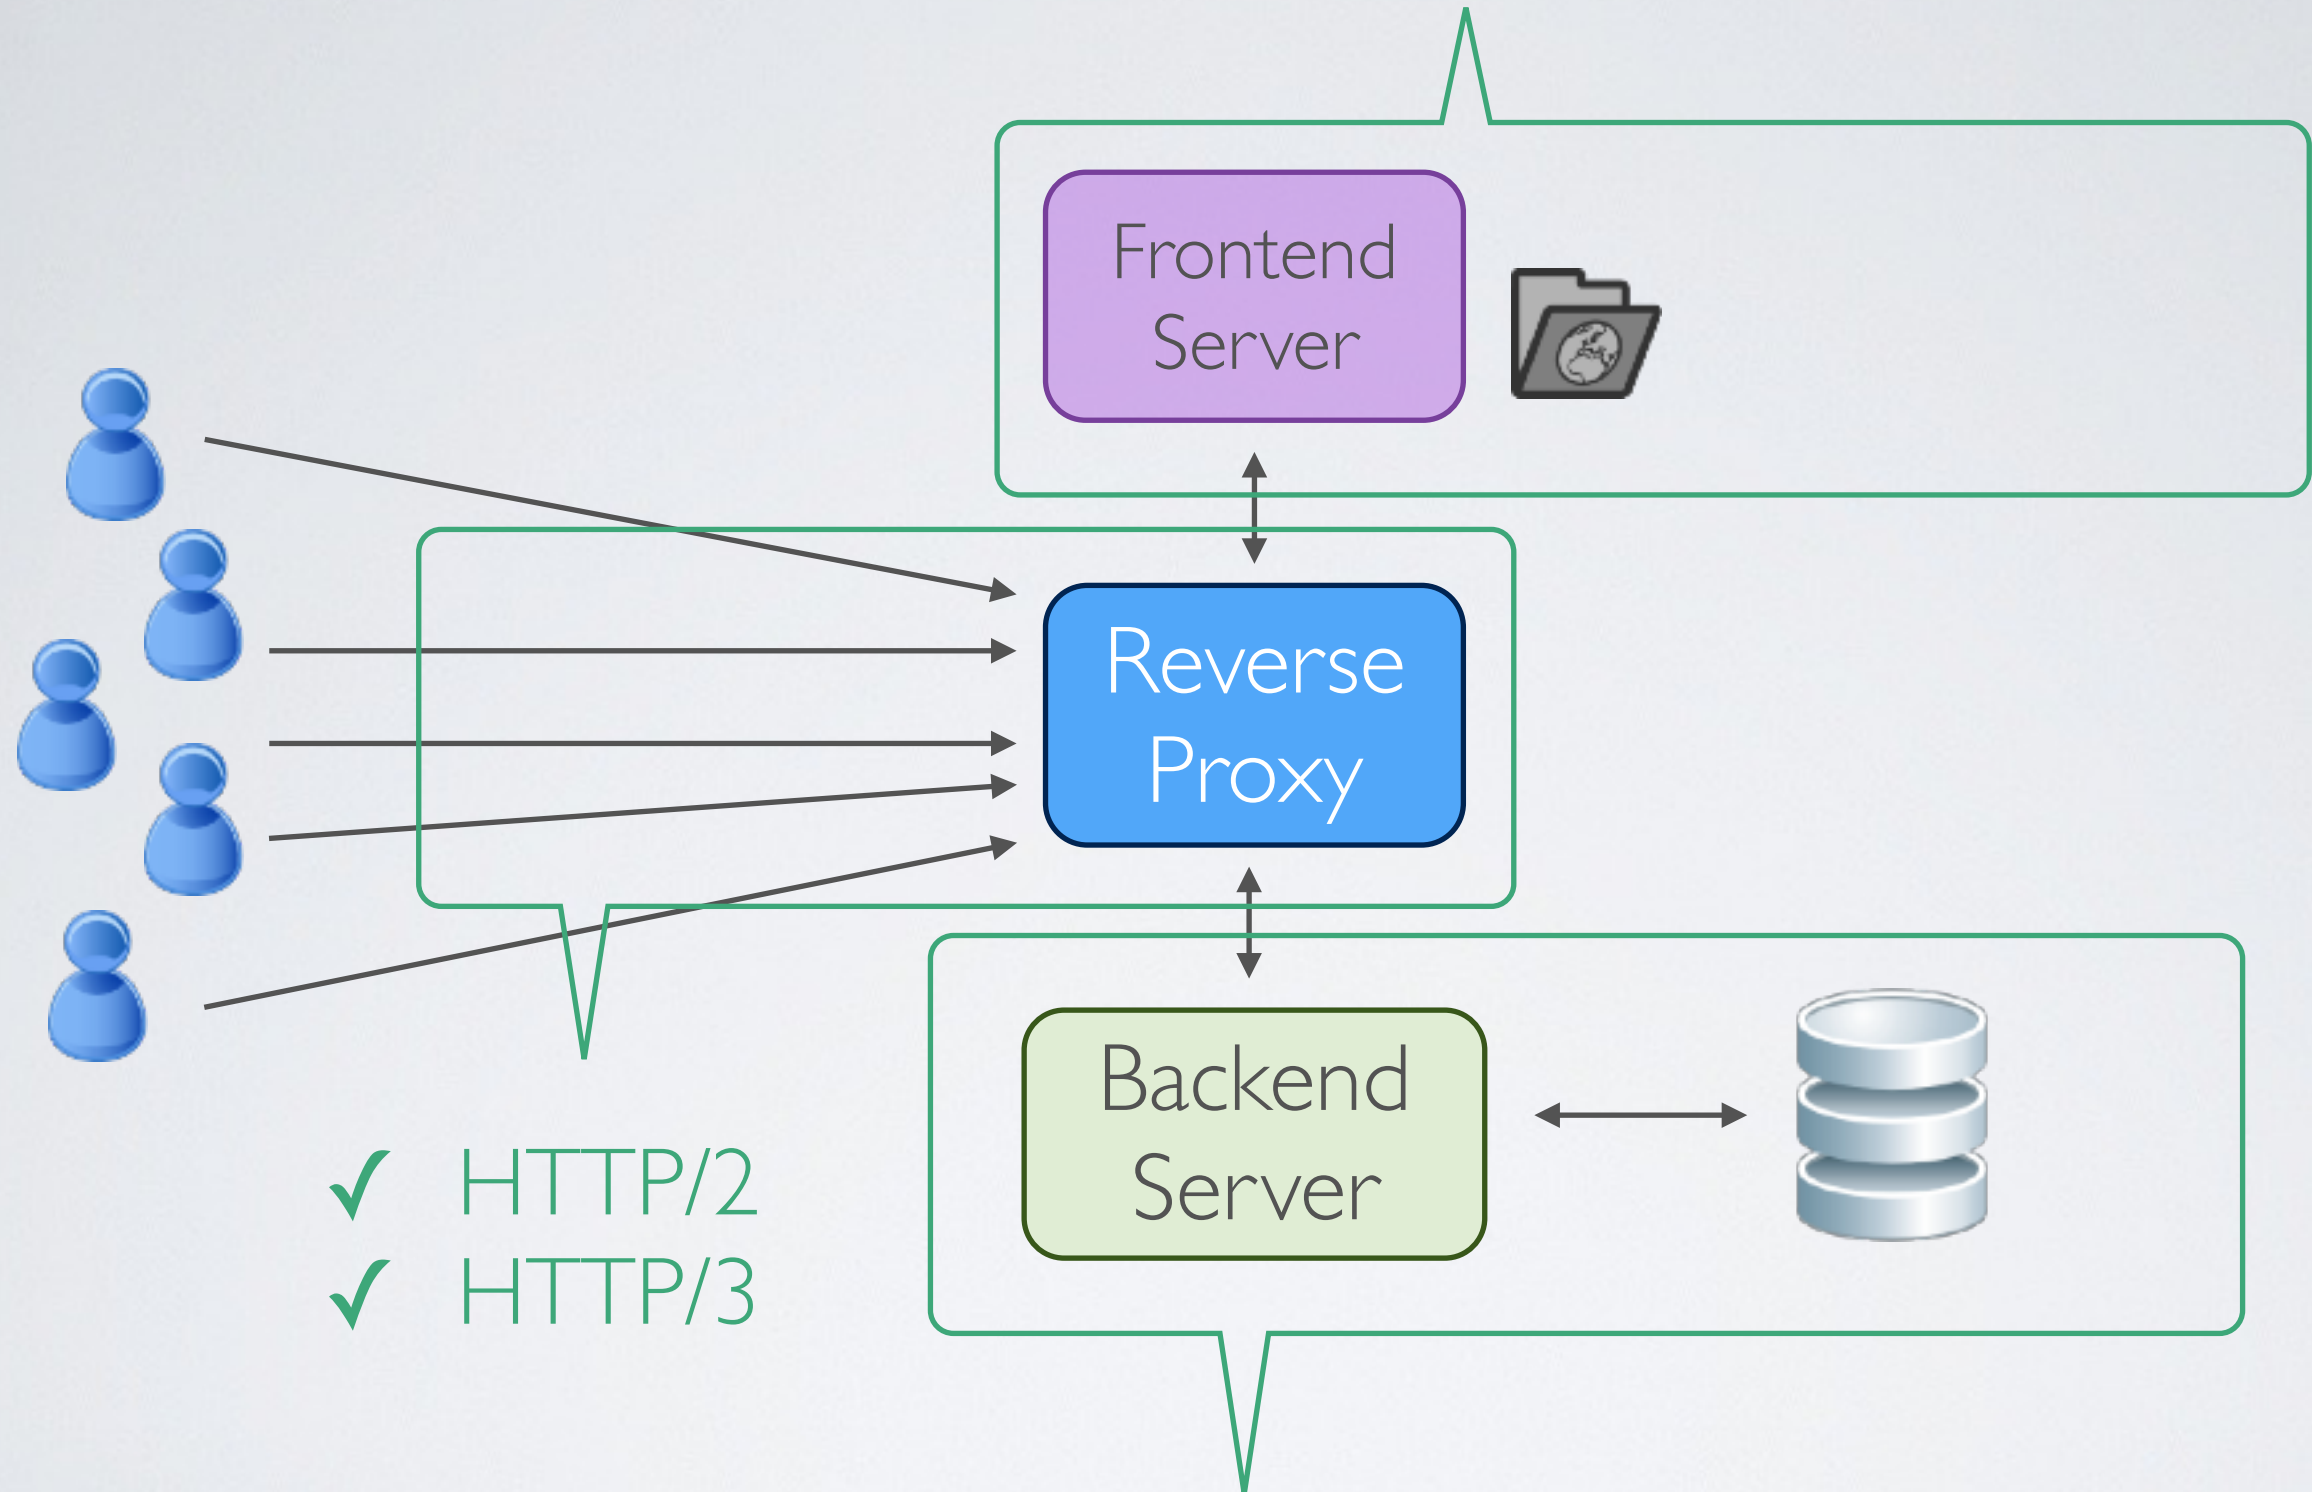 Frontend
Server
Reverse
Proxy
Backend
Server
✓ HTTP/2
✓ HTTP/3